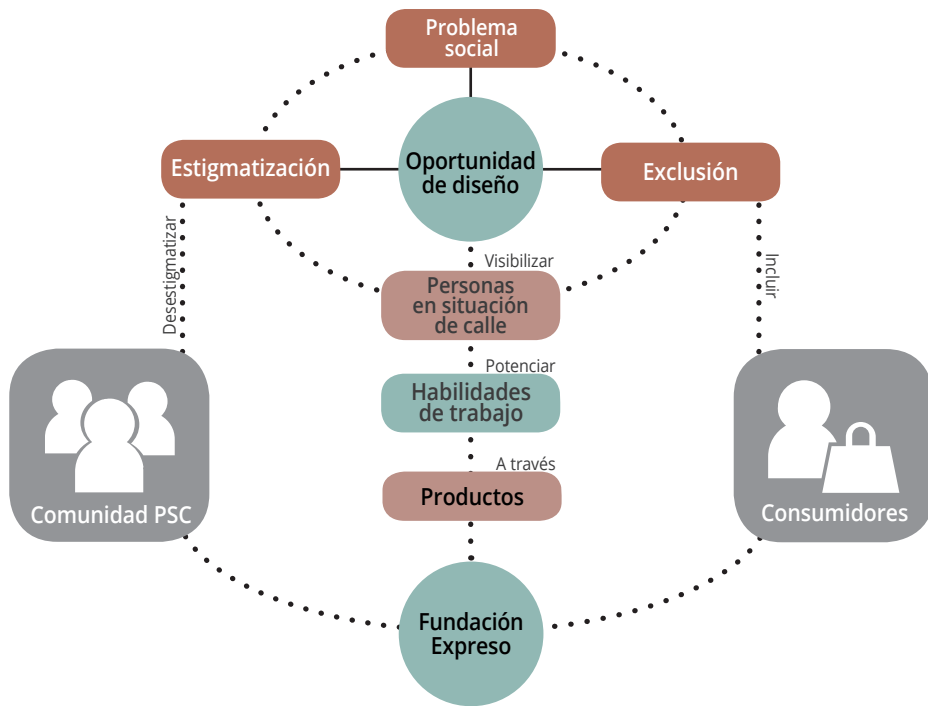 Problema
social
Estigmatización
Oportunidad
de diseño
Exclusión
Desestigmatizar
Visibilizar
Incluir
Personas
en situación
de calle
Potenciar
Habilidades
de trabajo
A través
Productos
Comunidad PSC
Consumidores
Fundación
Expreso